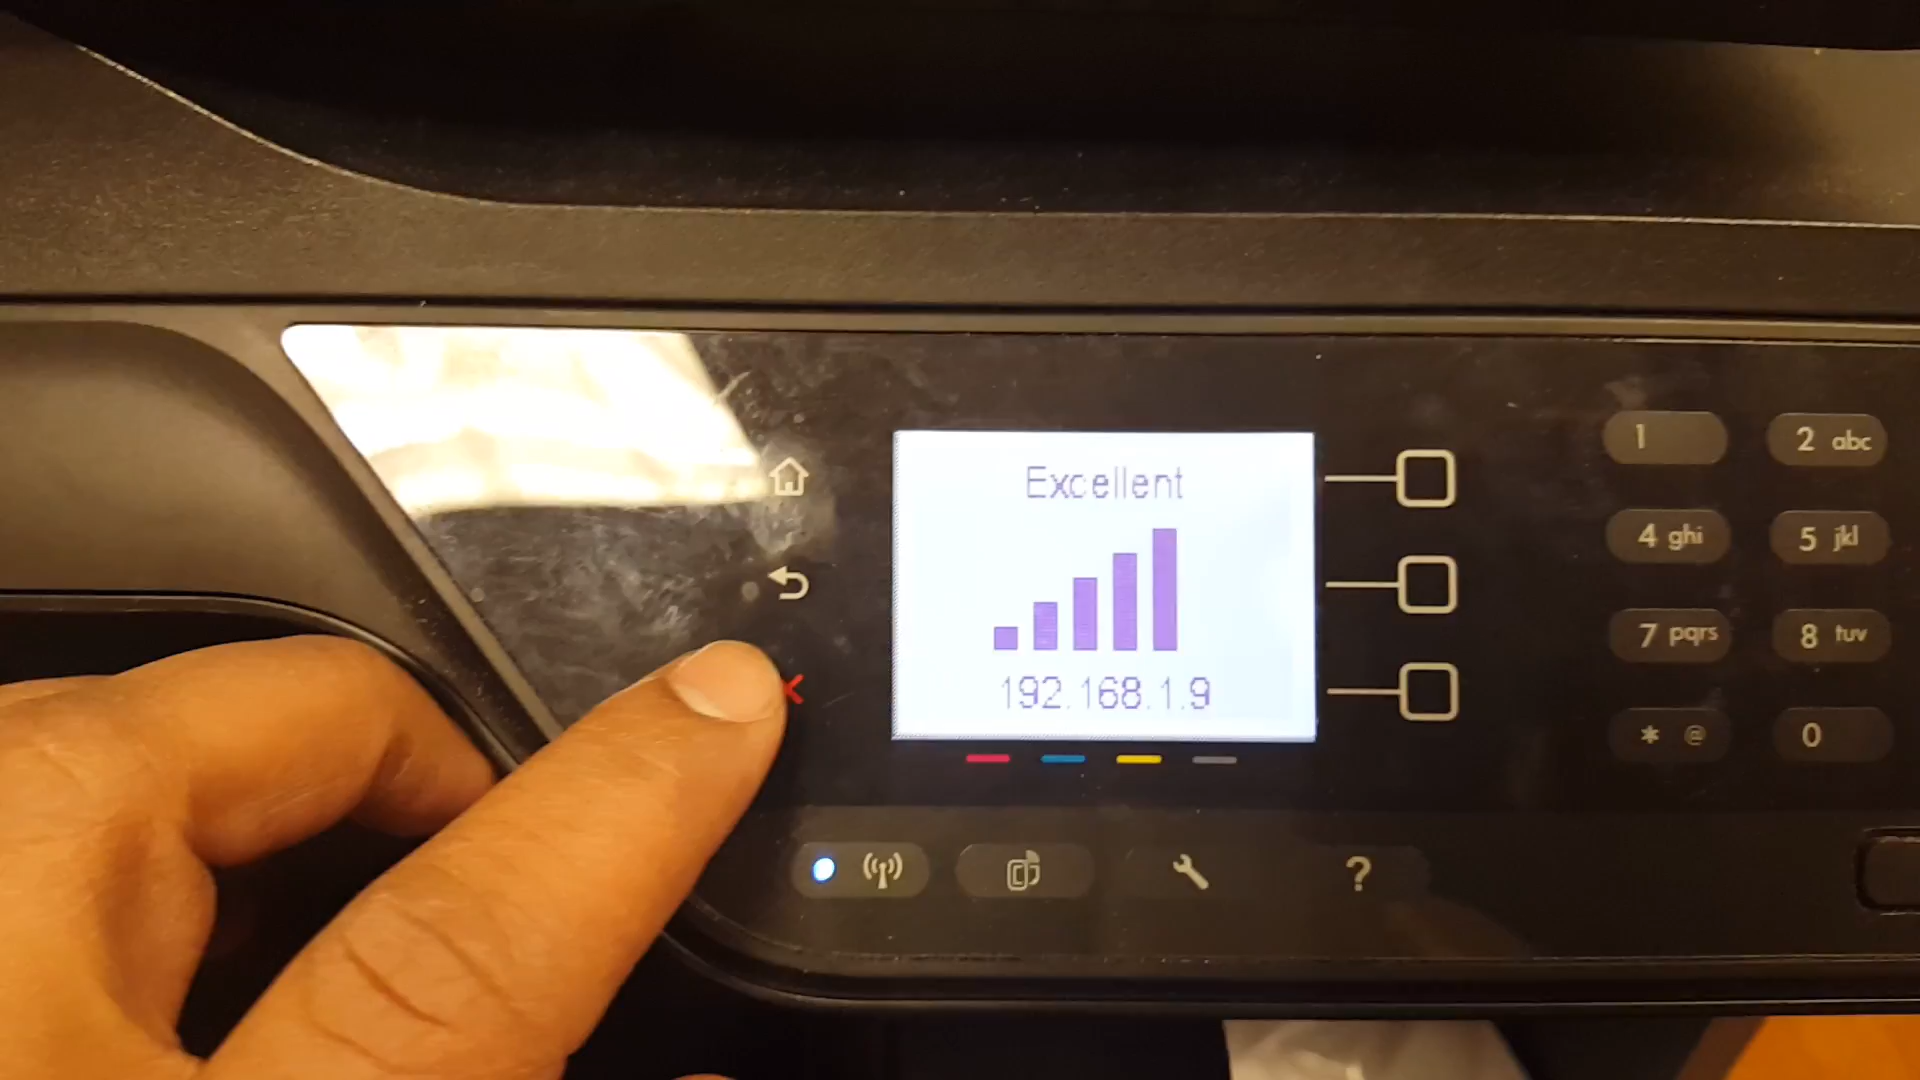 Excellent
192.168.1.9
1
2 abc
4 ghi
5 jkl
7 pqrs
8 tuv
* @
0
?